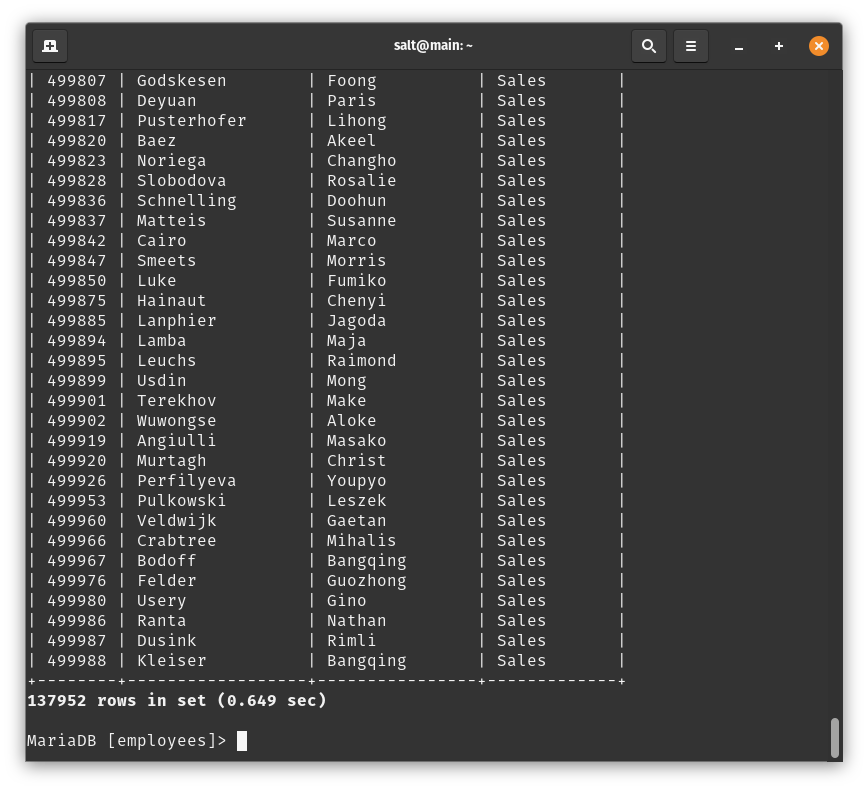 salt@main: ~
| 499807 | Godskesen        | Foong          | Sales       |
| 499808 | Deyuan           | Paris          | Sales       |
| 499817 | Pusterhofer      | Lihong         | Sales       |
| 499820 | Baez             | Akeel          | Sales       |
| 499823 | Noriega          | Changho        | Sales       |
| 499828 | Slobodova        | Rosalie        | Sales       |
| 499836 | Schnelling       | Doohun         | Sales       |
| 499837 | Matteis          | Susanne        | Sales       |
| 499842 | Cairo            | Marco          | Sales       |
| 499847 | Smeets           | Morris         | Sales       |
| 499850 | Luke             | Fumiko         | Sales       |
| 499875 | Hainaut          | Chenyi         | Sales       |
| 499885 | Lanphier         | Jagoda         | Sales       |
| 499894 | Lamba            | Maja           | Sales       |
| 499895 | Leuchs           | Raimond        | Sales       |
| 499899 | Usdin            | Mong           | Sales       |
| 499901 | Terekhov         | Make           | Sales       |
| 499902 | Wuwongse         | Aloke          | Sales       |
| 499919 | Angiulli         | Masako         | Sales       |
| 499920 | Murtagh          | Christ         | Sales       |
| 499926 | Perfilyeva       | Youpyo         | Sales       |
| 499953 | Pulkowski        | Leszek         | Sales       |
| 499960 | Veldwijk         | Gaetan         | Sales       |
| 499966 | Crabtree         | Mihalis        | Sales       |
| 499967 | Bodoff           | Bangqing       | Sales       |
| 499976 | Felder           | Guozhong       | Sales       |
| 499980 | Usery            | Gino           | Sales       |
| 499986 | Ranta            | Nathan         | Sales       |
| 499987 | Dusink           | Rimli          | Sales       |
| 499988 | Kleiser          | Bangqing       | Sales       |
+--------+------------------+----------------+-------------+
137952 rows in set (0.649 sec)
MariaDB [employees]>